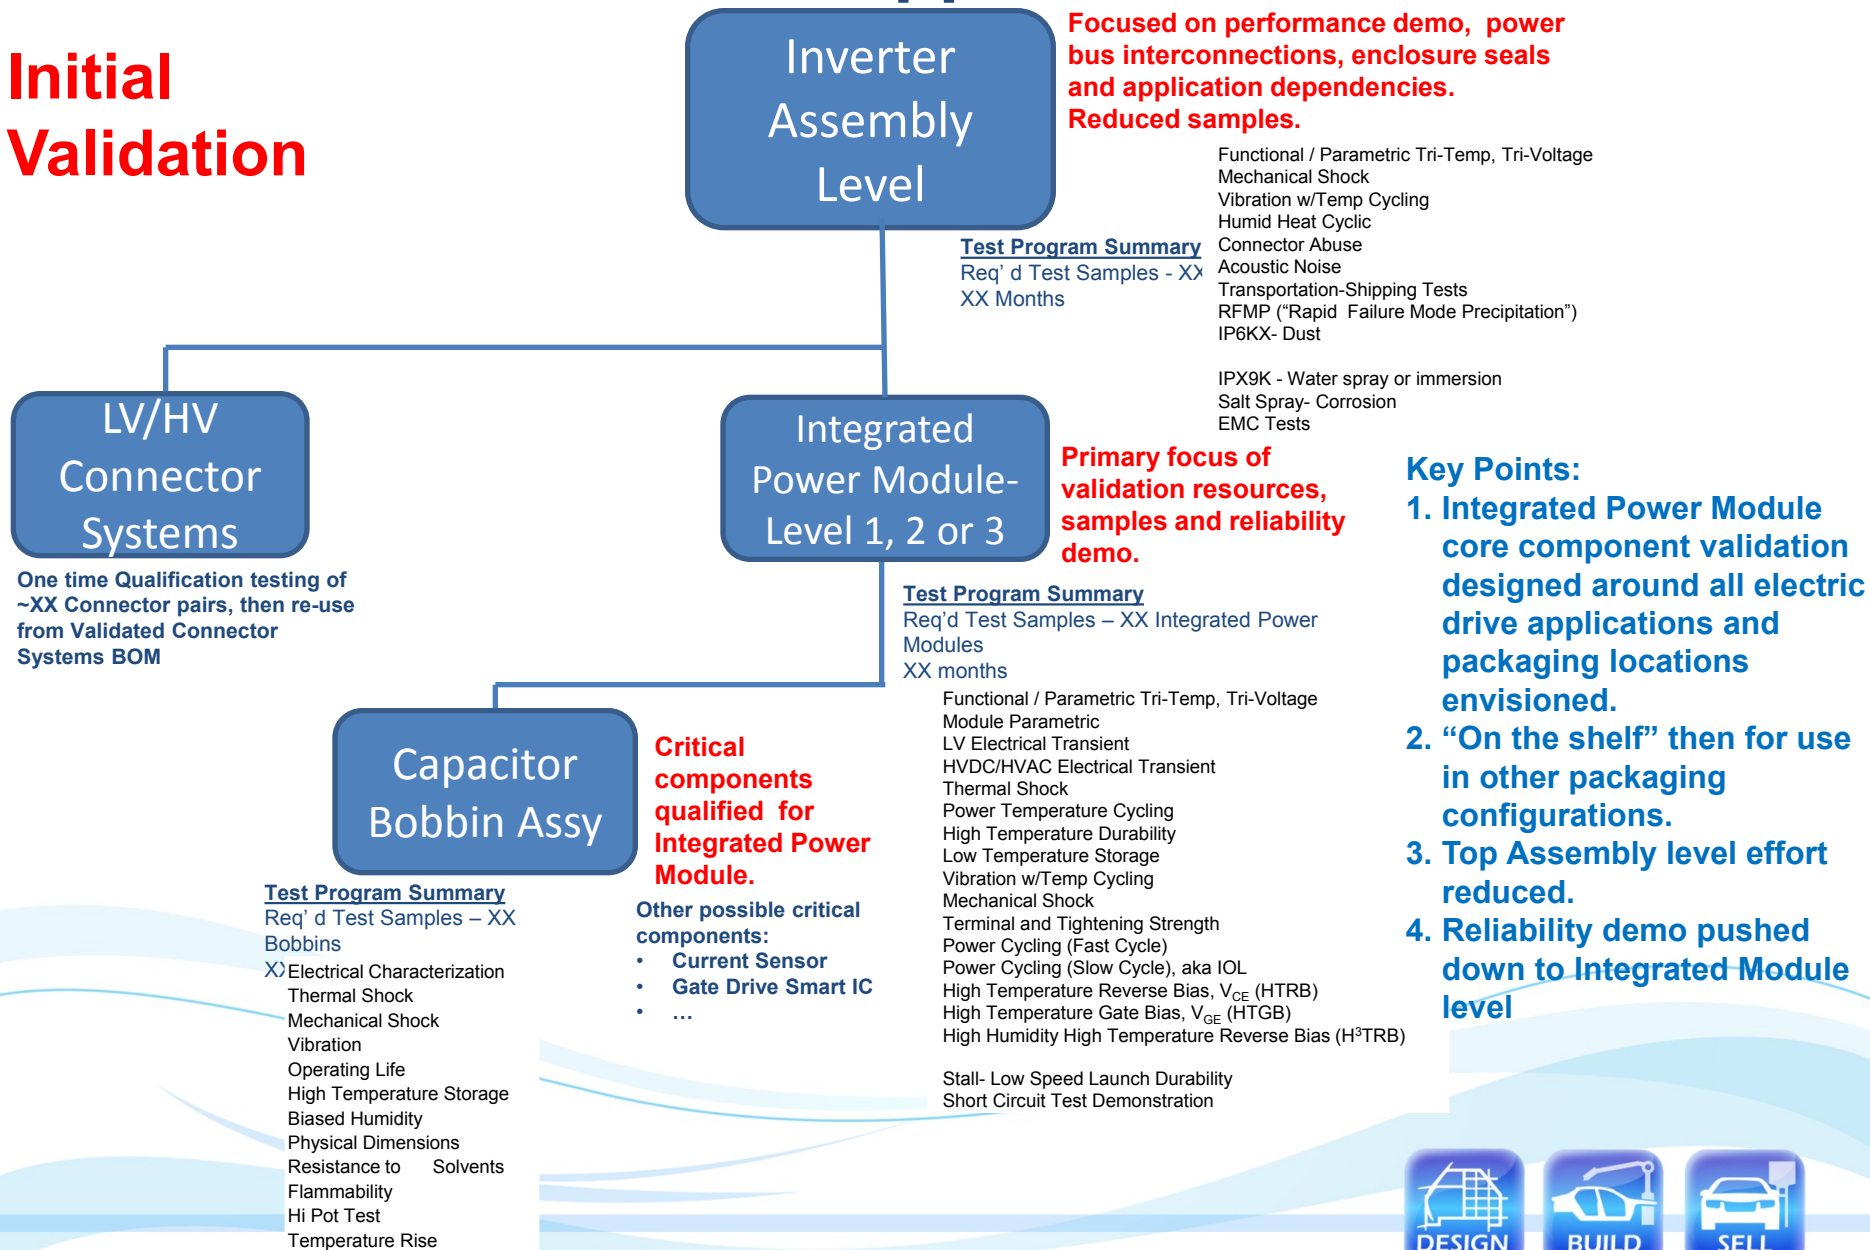 Initial
Validation
Inverter
Assembly
Level
Focused on performance demo, power
bus interconnections, enclosure seals
and application dependencies.
Reduced samples.
Functional / Parametric Tri-Temp, Tri-Voltage
Mechanical Shock
Vibration w/Temp Cycling
Humid Heat Cyclic
Connector Abuse
Acoustic Noise
Transportation-Shipping Tests
RFMP (“Rapid Failure Mode Precipitation”)
IP6KX- Dust
IPX9K - Water spray or immersion
Salt Spray- Corrosion
EMC Tests
Test Program Summary
Req’ d Test Samples - XX
XX Months
LV/HV
Connector
Systems
One time Qualification testing of
~XX Connector pairs, then re-use
from Validated Connector
Systems BOM
Integrated
Power Module-
Level 1, 2 or 3
Primary focus of
validation resources,
samples and reliability
demo.
Test Program Summary
Req’d Test Samples – XX Integrated Power
Modules
XX months
Functional / Parametric Tri-Temp, Tri-Voltage
Module Parametric
LV Electrical Transient
HVDC/HVAC Electrical Transient
Thermal Shock
Power Temperature Cycling
High Temperature Durability
Low Temperature Storage
Vibration w/Temp Cycling
Mechanical Shock
Terminal and Tightening Strength
Power Cycling (Fast Cycle)
Power Cycling (Slow Cycle), aka IOL
High Temperature Reverse Bias, VCE (HTRB)
High Temperature Gate Bias, VGE (HTGB)
High Humidity High Temperature Reverse Bias (H³TRB)
Stall- Low Speed Launch Durability
Short Circuit Test Demonstration
Capacitor
Bobbin Assy
Critical
components
qualified for
Integrated Power
Module.
Other possible critical
components:
• Current Sensor
• Gate Drive Smart IC
• …
Test Program Summary
Req’ d Test Samples – XX
Bobbins
XX
Electrical Characterization
Thermal Shock
Mechanical Shock
Vibration
Operating Life
High Temperature Storage
Biased Humidity
Physical Dimensions
Resistance to Solvents
Flammability
Hi Pot Test
Temperature Rise
Key Points:
1. Integrated Power Module
core component validation
designed around all electric
drive applications and
packaging locations
envisioned.
2. “On the shelf” then for use
in other packaging
configurations.
3. Top Assembly level effort
reduced.
4. Reliability demo pushed
down to Integrated Module
level
DESIGN
BUILD
SELL